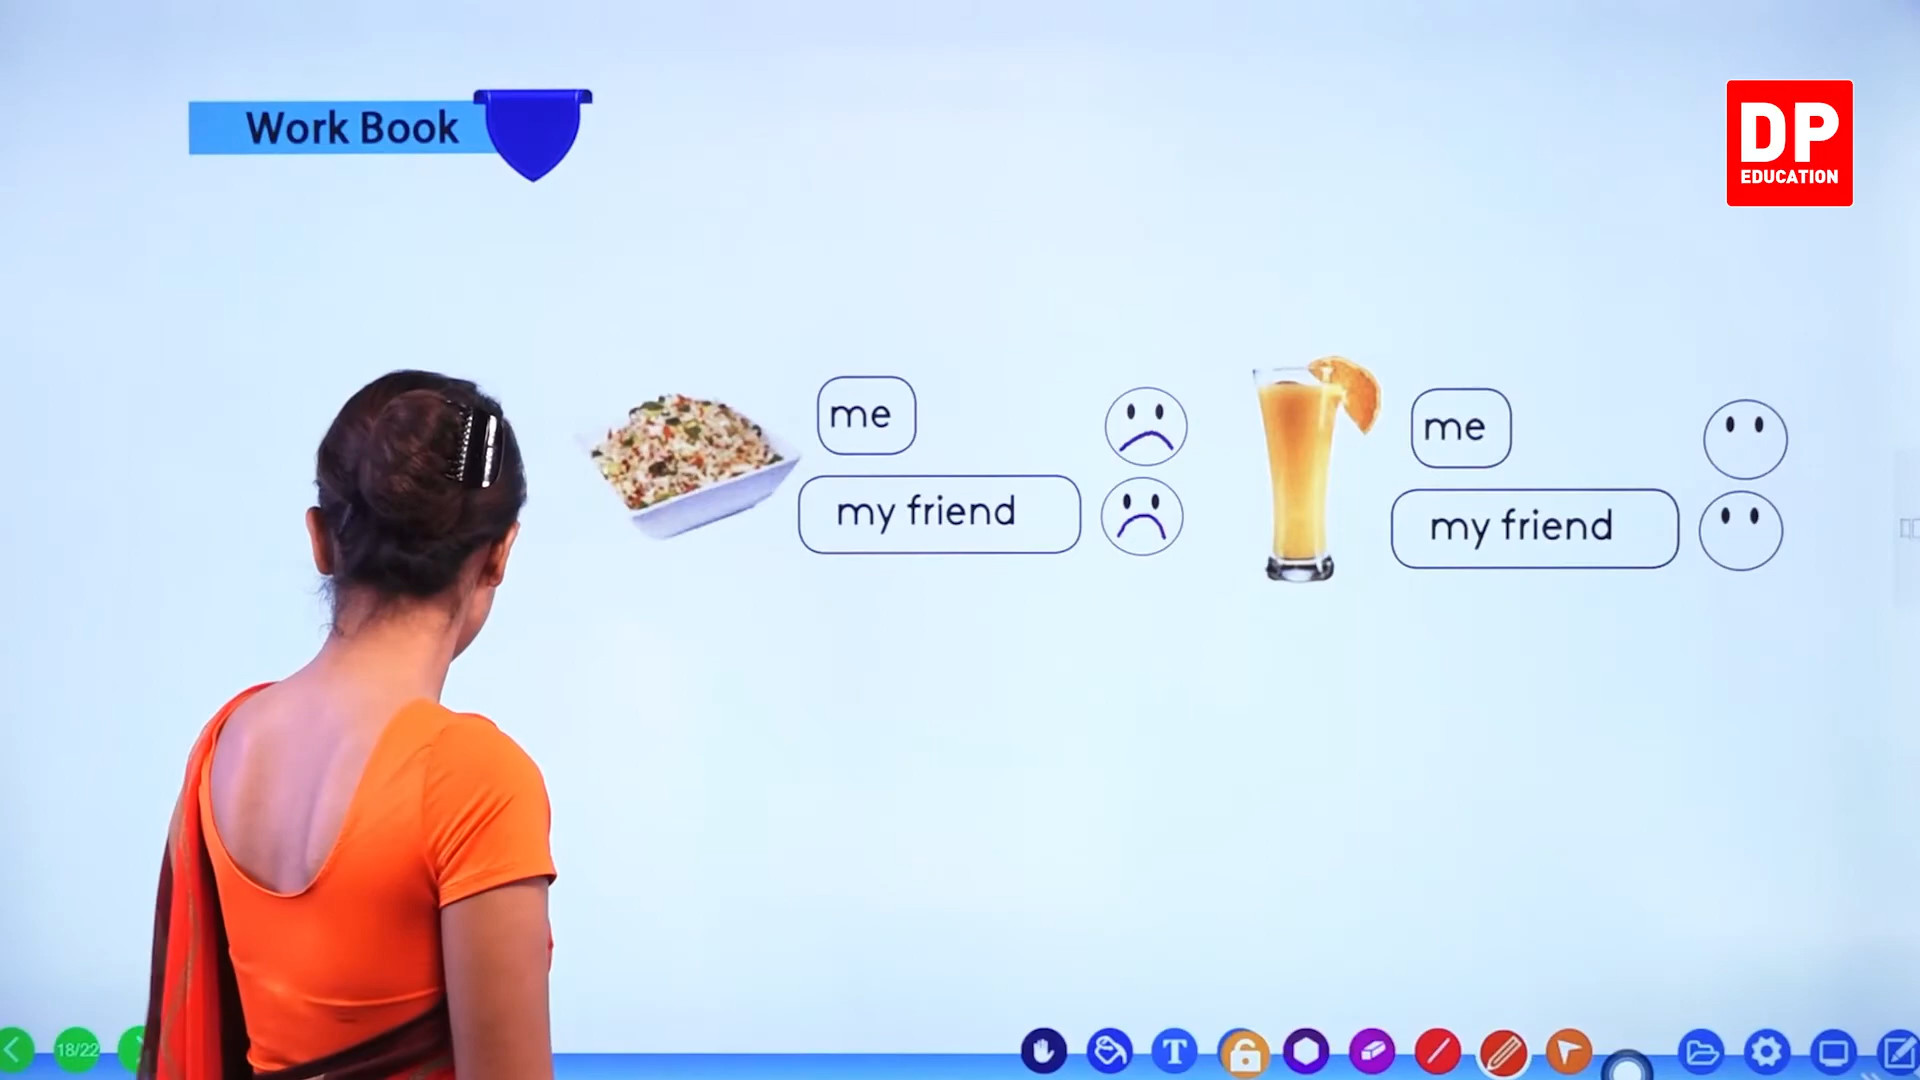 Work Book
DP
EDUCATION
me
my friend
me
my friend
18/22
T